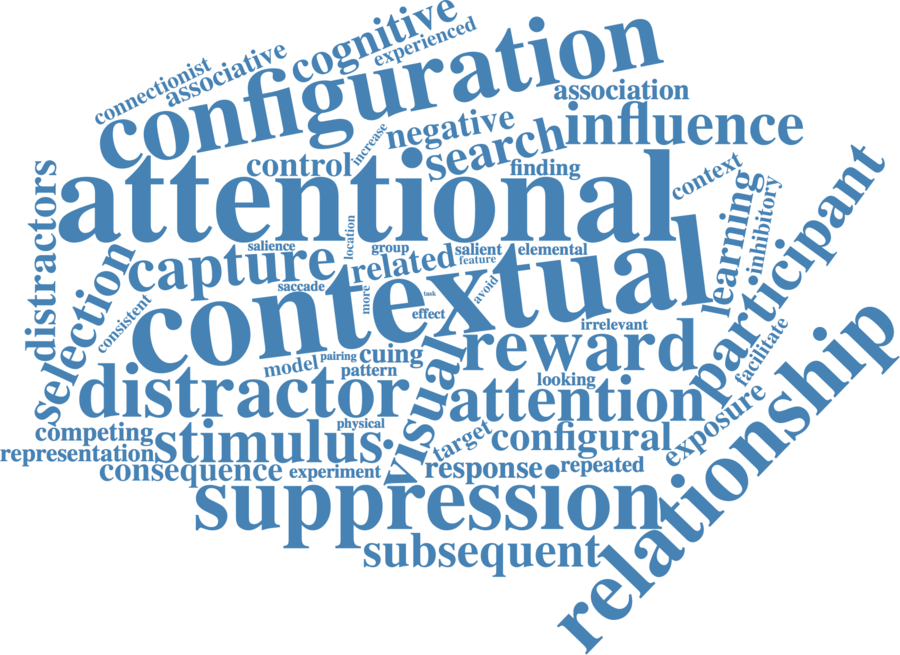 cognitive
experienced
connectionist
associative
configuration
association
negative
influence
increase
search
control
finding
context
attentional
participant
distractors
learning
inhibitory
location
salience
group
salient
elemental
capture
related
feature
selection
saccade
more
task
avoid
contextual
consistent
effect
irrelevant
reward
model
pairing
cuing
pattern
visual
facilitate
relationship
distractor
looking
attention
physical
exposure
competing
stimulus
target
configural
representation
consequence
experiment
response
repeated
suppression
subsequent